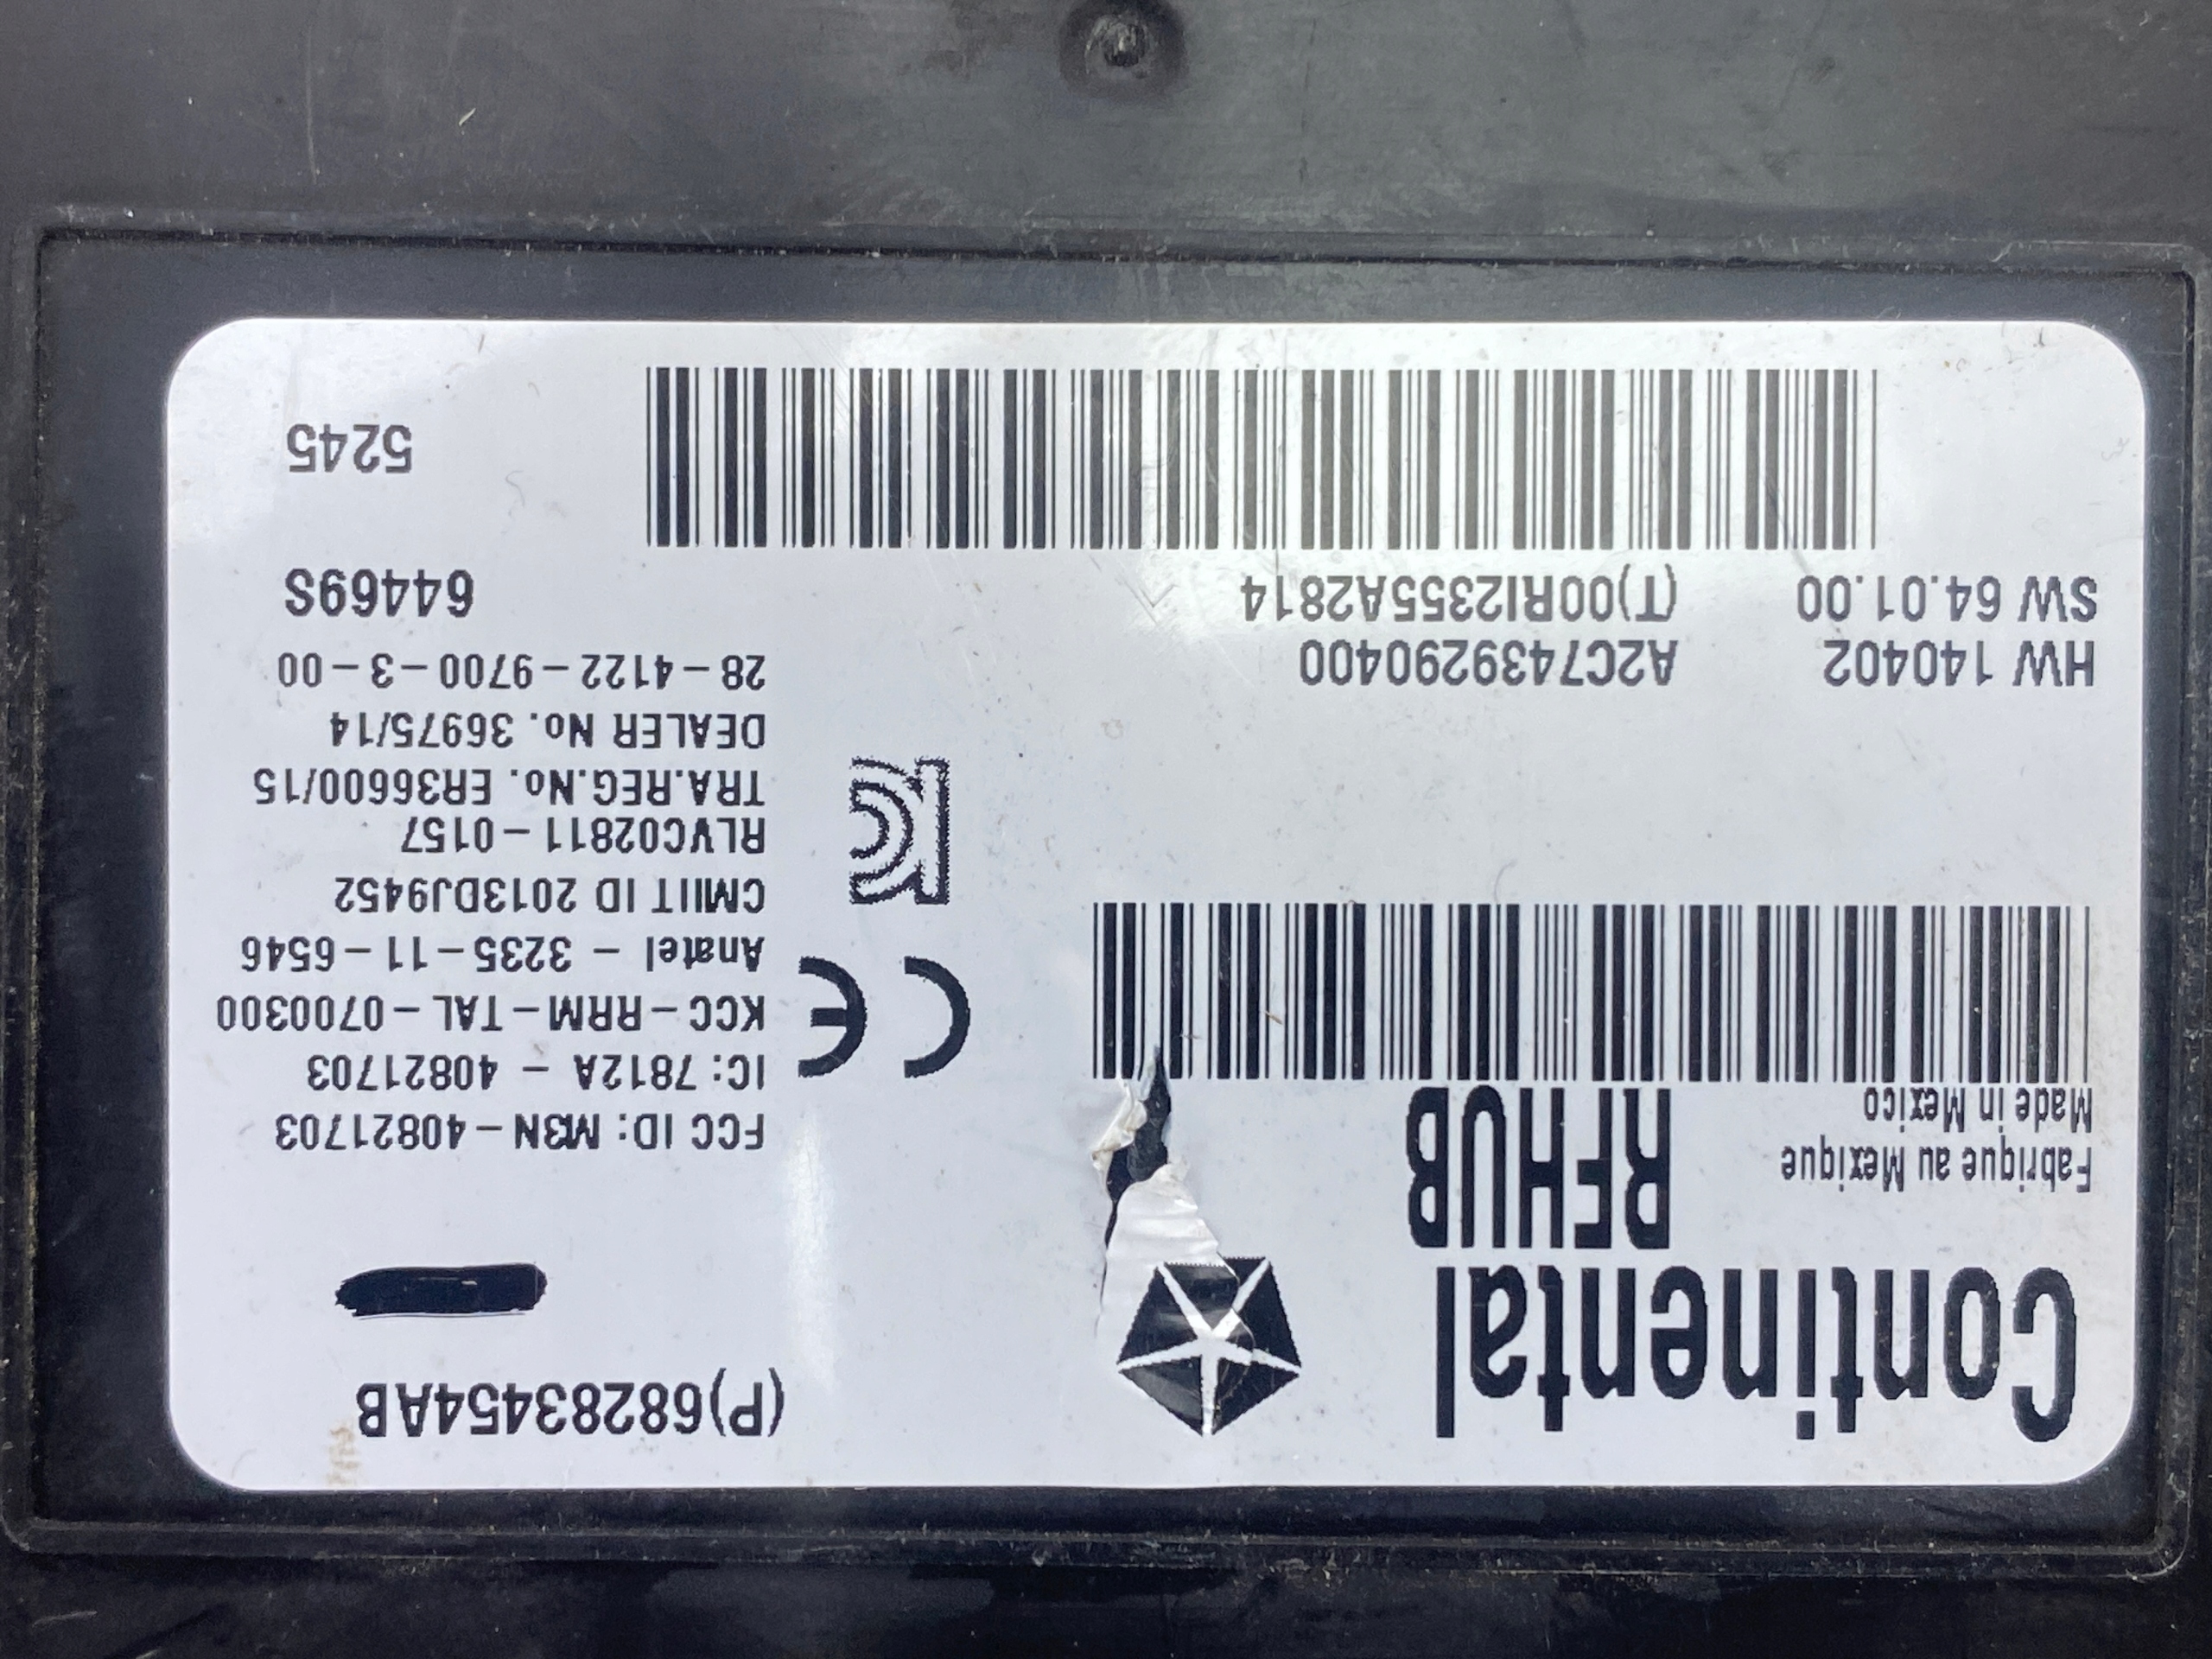 Continental
RFHUB
(P)68283454AB
Fabrique au Mexique
Made in Mexico
FCC ID: M3N-40821703
IC: 7812A - 40821703
KCC-RRM-TAL-0700300
Anatel - 3235-11-6546
CMIIT ID 2013DJ9452
RLVC02811-0157
TRA.REG.No. ER36600/15
DEALER No. 36975/14
28-4122-9700-3-00
CE
HW 140402
A2C7439290400
SW 64.01.00
(T)00RI2355A2814
64469S
5245